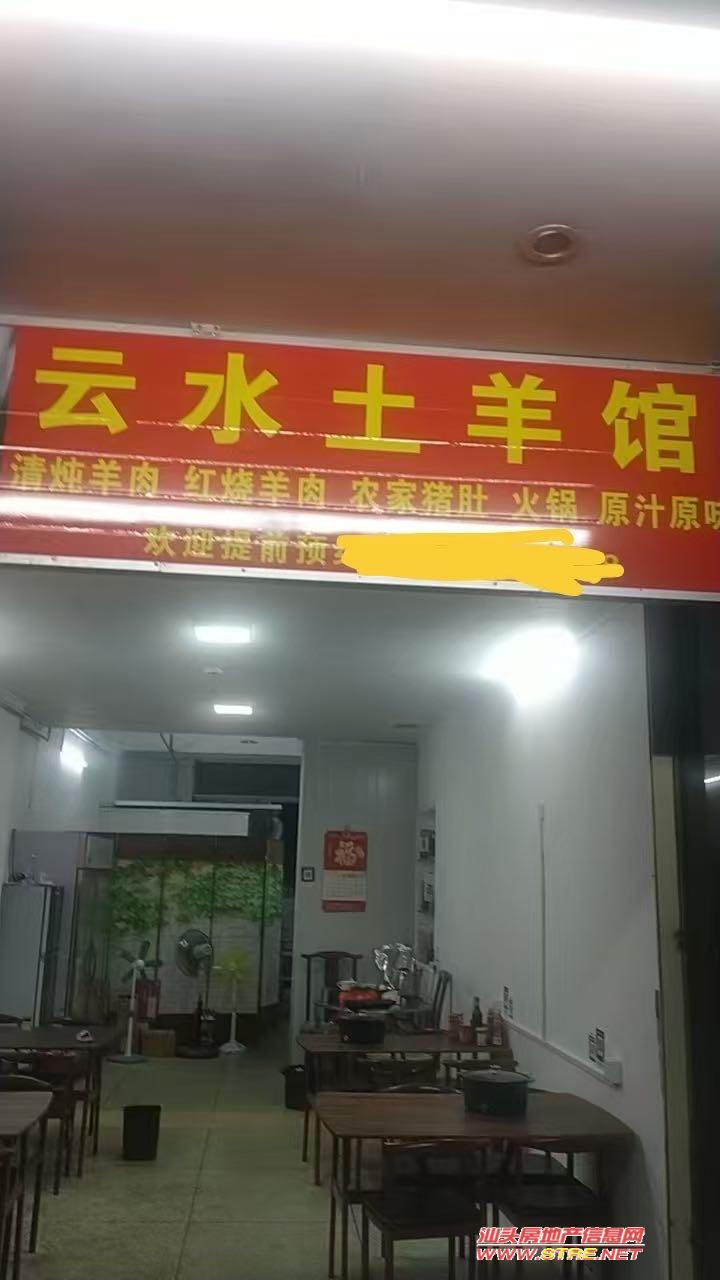 云水土羊馆
清炖羊肉 红烧羊肉 农家猪肚 火锅 原汁原味
欢迎提前预
福
汕头房地产信息网
WWW.STRE.NET